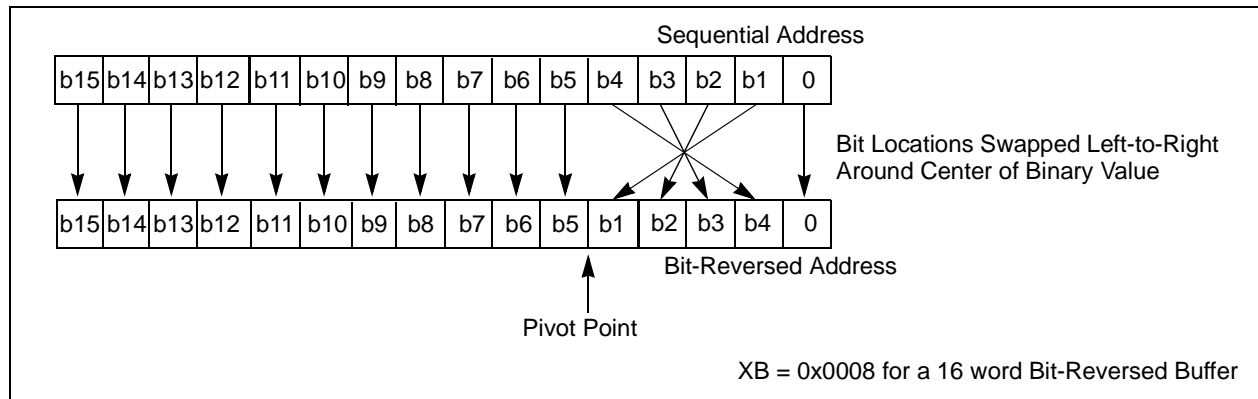 Sequential Address
b15 b14 b13 b12 b11 b10 b9 b8 b7 b6 b5 b4 b3 b2 b1 0
Bit Locations Swapped Left-to-Right
Around Center of Binary Value
b15 b14 b13 b12 b11 b10 b9 b8 b7 b6 b5 b1 b2 b3 b4 0
Bit-Reversed Address
Pivot Point
XB = 0x0008 for a 16 word Bit-Reversed Buffer